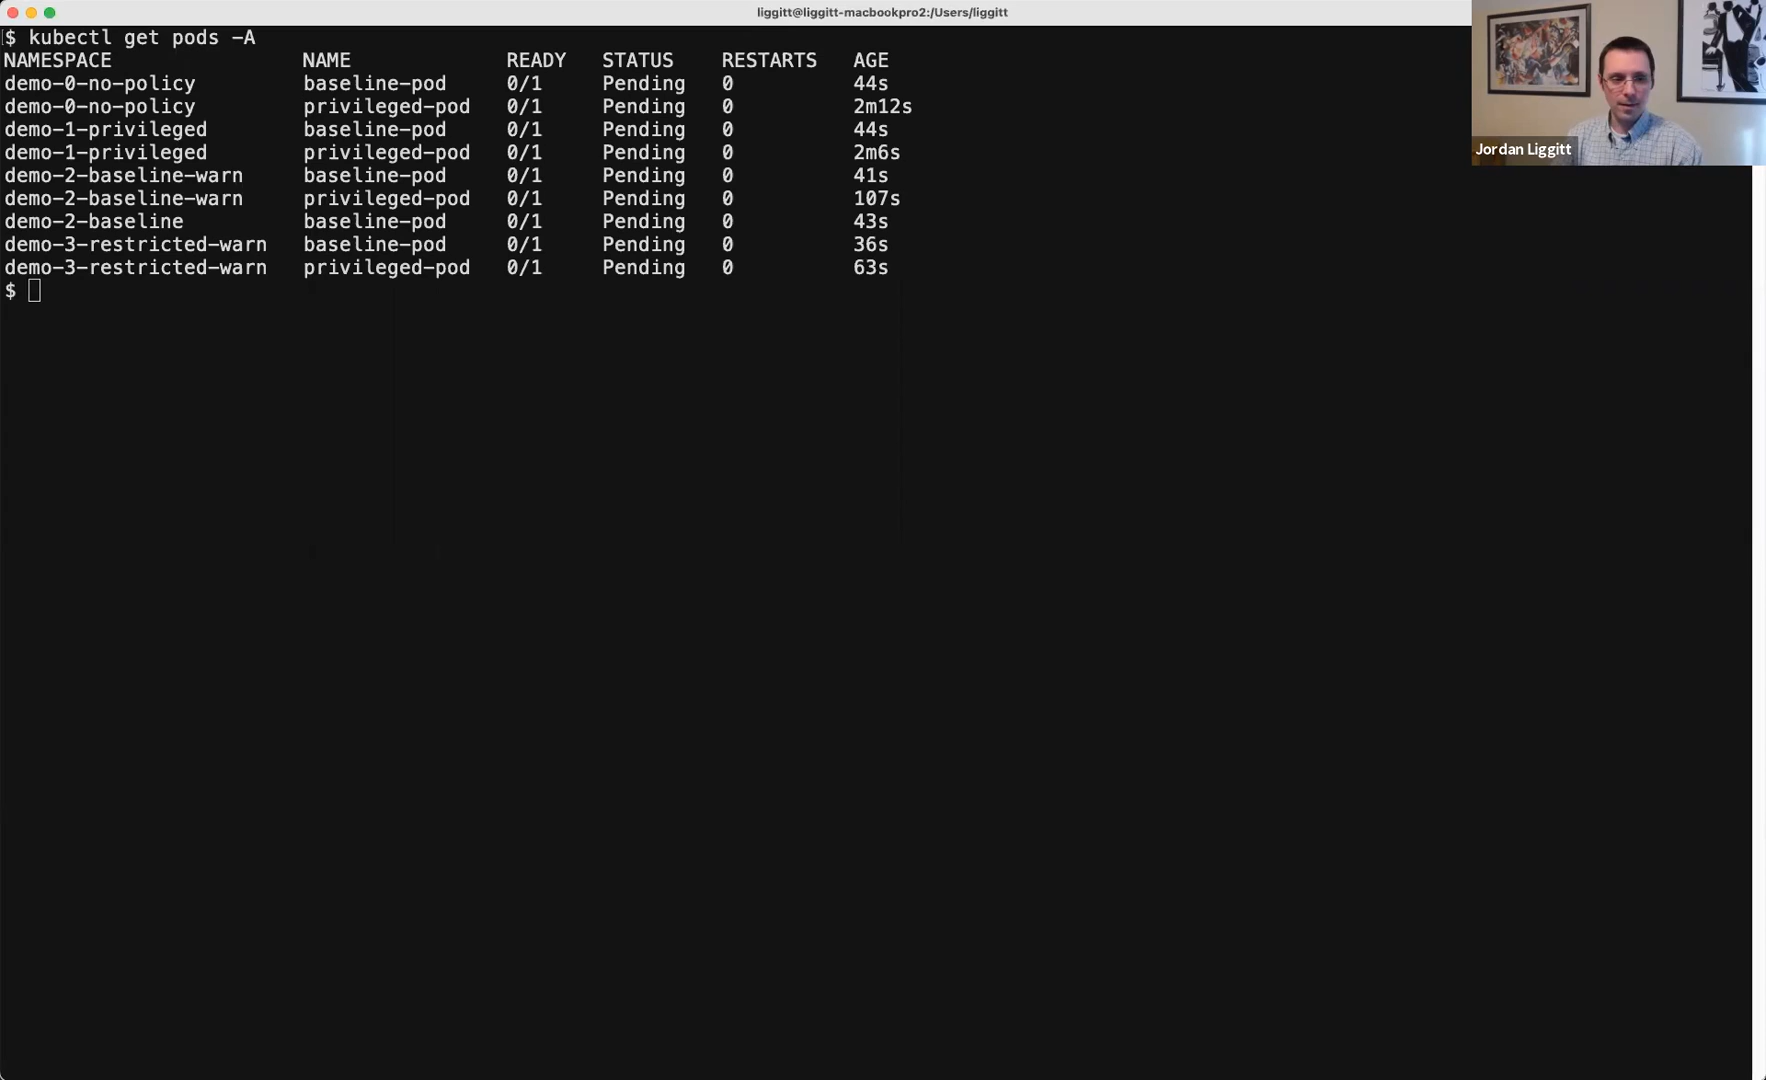 liggitt@liggitt-macbookpro2:/Users/liggitt
$ kubectl get pods -A
NAMESPACE NAME READY STATUS RESTARTS AGE
demo-0-no-policy baseline-pod 0/1 Pending 0 44s
demo-0-no-policy privileged-pod 0/1 Pending 0 2m12s
demo-1-privileged baseline-pod 0/1 Pending 0 44s
demo-1-privileged privileged-pod 0/1 Pending 0 2m6s
demo-2-baseline-warn baseline-pod 0/1 Pending 0 41s
demo-2-baseline-warn privileged-pod 0/1 Pending 0 107s
demo-2-baseline baseline-pod 0/1 Pending 0 43s
demo-3-restricted-warn baseline-pod 0/1 Pending 0 36s
demo-3-restricted-warn privileged-pod 0/1 Pending 0 63s
$
Jordan Liggitt